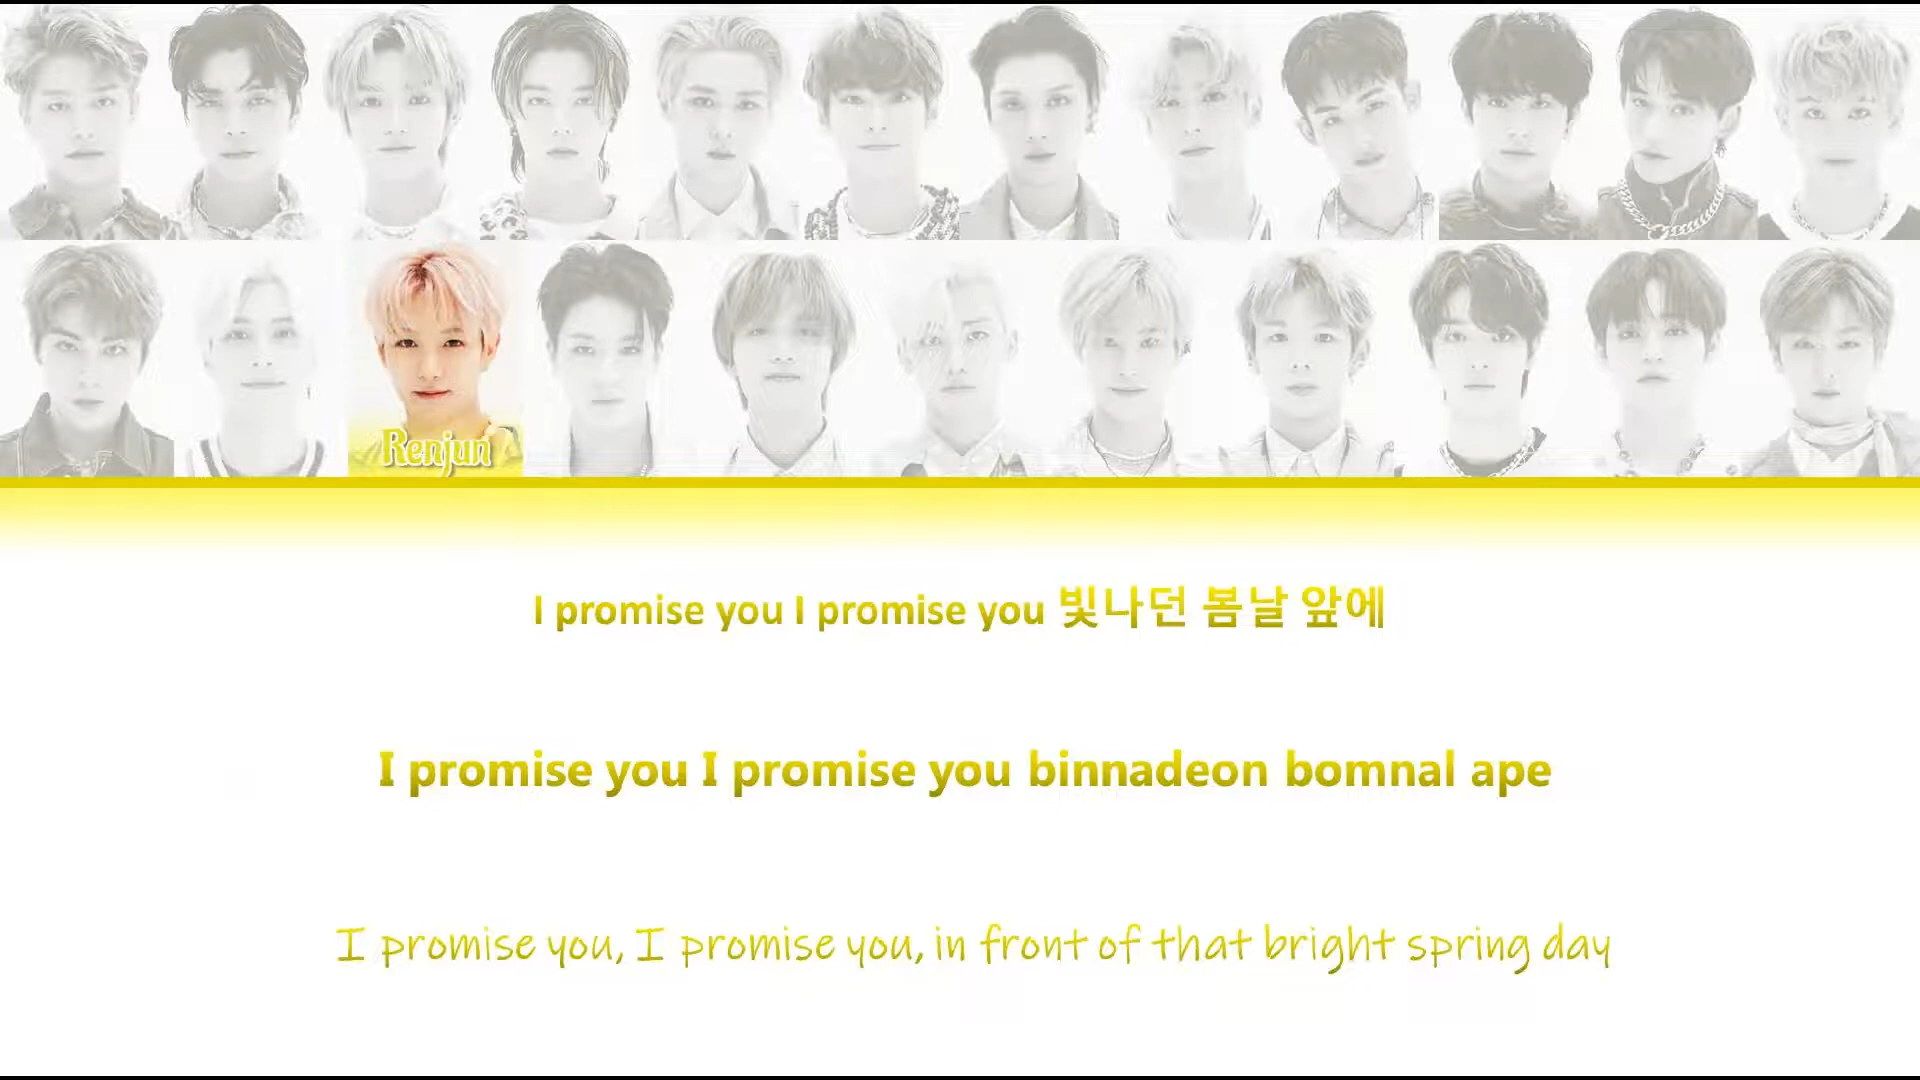 Renjun
I promise you I promise you 빛나던 봄날 앞에
I promise you I promise you binnadeon bomnal ape
I promise you, I promise you, in front of that bright spring day